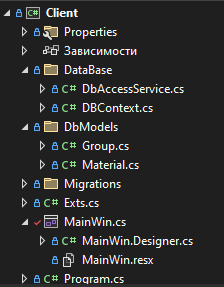 Client
Properties
Зависимости
DataBase
DbAccessService.cs
DBContext.cs
DbModels
Group.cs
Material.cs
Migrations
Exts.cs
MainWin.cs
MainWin.Designer.cs
MainWin.resx
Program.cs